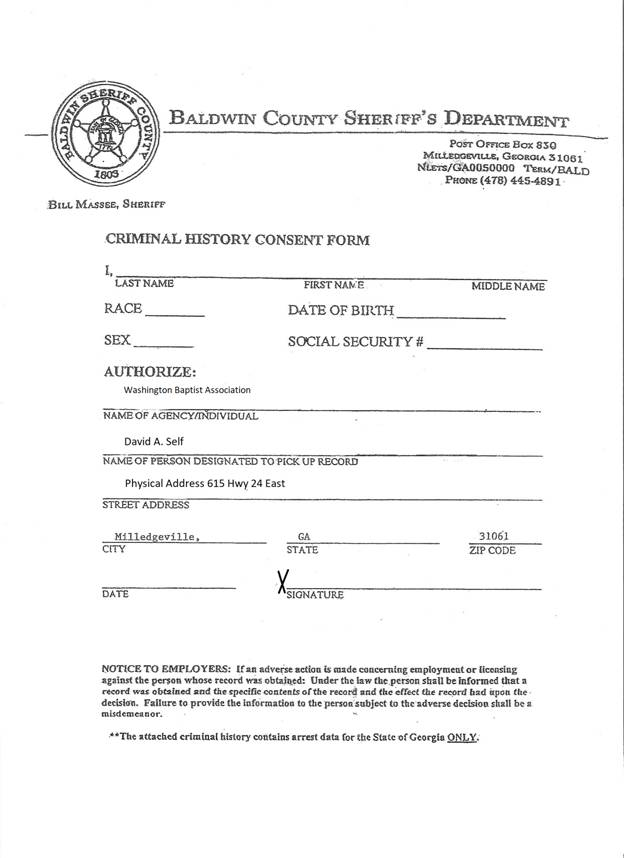 BALDWIN SHERIFF COUNTY
1803
BALDWIN COUNTY SHERIFF'S DEPARTMENT
POST OFFICE BOX 830
MILLEDGEVILLE, GEORGIA 31061
NLETS/GA0050000 TERM/BALD
PHONE (478) 445-4891
BILL MASSEE, SHERIFF
CRIMINAL HISTORY CONSENT FORM
I,
LAST NAME FIRST NAME MIDDLE NAME
RACE DATE OF BIRTH
SEX SOCIAL SECURITY #
AUTHORIZE:
Washington Baptist Association
NAME OF AGENCY/INDIVIDUAL
David A. Self
NAME OF PERSON DESIGNATED TO PICK UP RECORD
Physical Address 615 Hwy 24 East
STREET ADDRESS
Milledgeville, GA 31061
CITY STATE ZIP CODE
X
DATE SIGNATURE
NOTICE TO EMPLOYERS: If an adverse action is made concerning employment or licensing
against the person whose record was obtained: Under the law the person shall be informed that a
record was obtained and the specific contents of the record and the effect the record had upon the
decision. Failure to provide the information to the person subject to the adverse decision shall be a
misdemeanor.
**The attached criminal history contains arrest data for the State of Georgia ONLY.